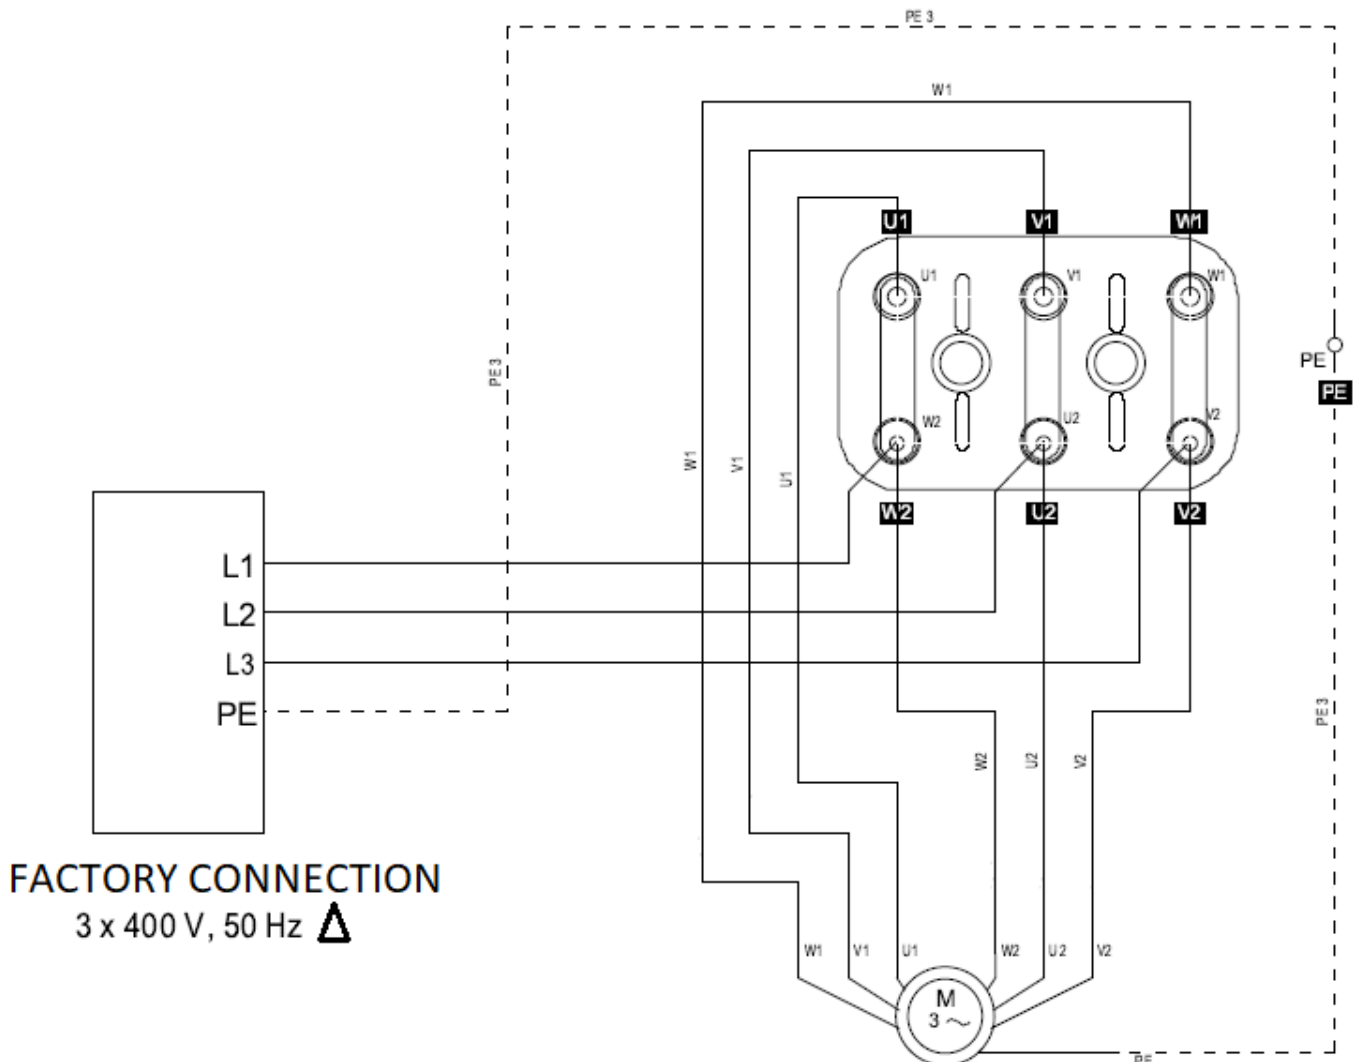 PE 3
W1
U1
V1
W1
U1
V1
W1
PE
PE
PE 3
W2
U2
V2
W1
V1
U1
W2
U2
V2
L1
L2
L3
PE
PE 3
W2
U2
V2
FACTORY CONNECTION
3 x 400 V, 50 Hz Δ
W1
V1
U1
W2
U2
V2
M
3 ~
PE